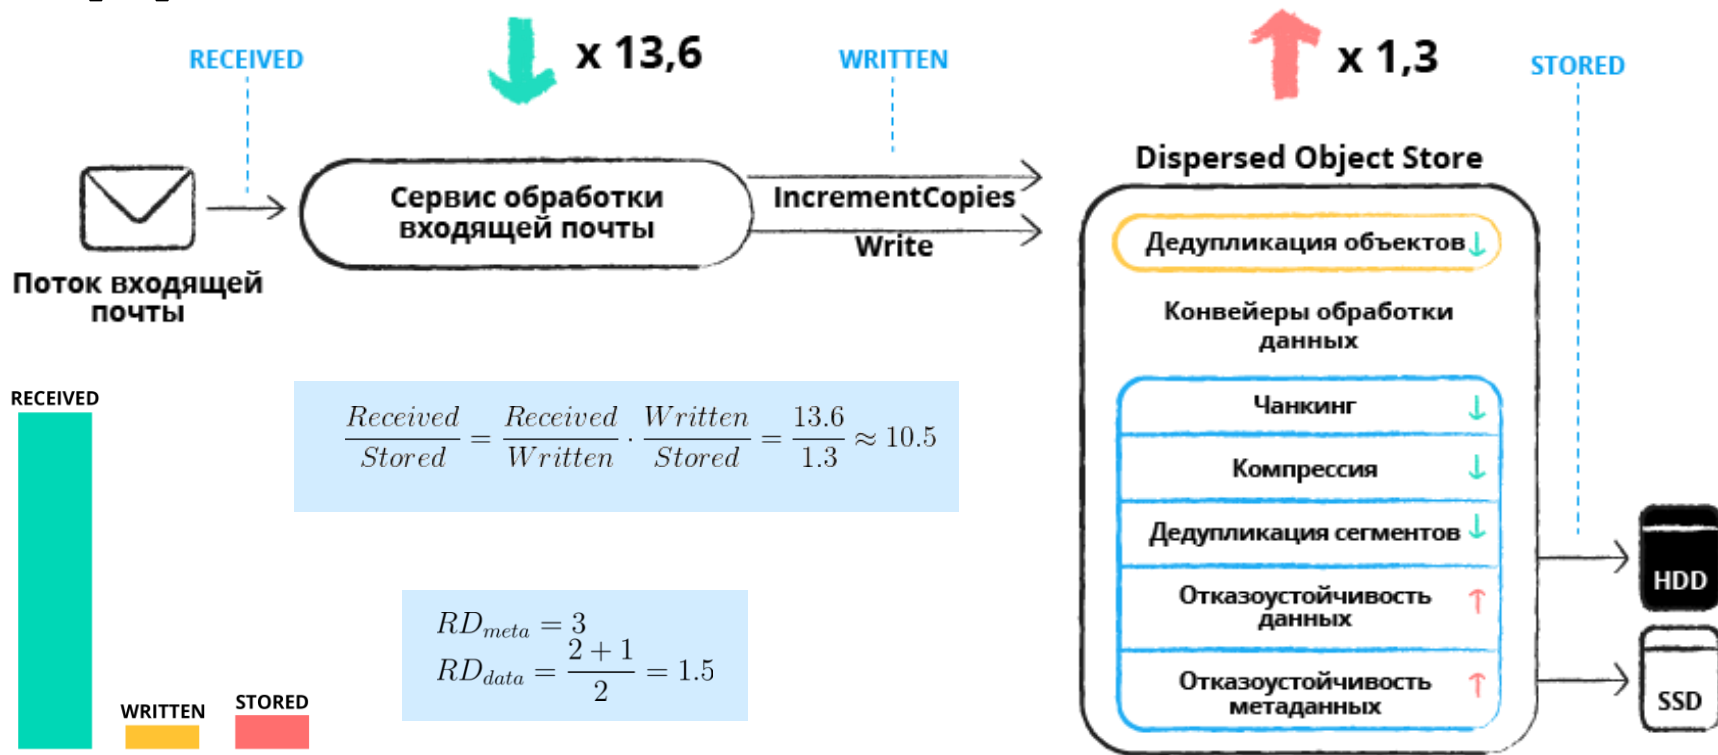 RECEIVED
x 13,6
WRITTEN
x 1,3
STORED
Поток входящей
почты
Сервис обработки
входящей почты
IncrementCopies
Write
Dispersed Object Store
Дедупликация объектов ↓
Конвейеры обработки
данных
Чанкинг ↓
Компрессия ↓
Дедупликация сегментов ↓
Отказоустойчивость
данных ↑
Отказоустойчивость
метаданных ↑
HDD
SSD
RECEIVED
WRITTEN
STORED
Received/Stored = Received/Written · Written/Stored = 13.6/1.3 ≈ 10.5
RD_meta = 3
RD_data = (2 + 1)/2 = 1.5